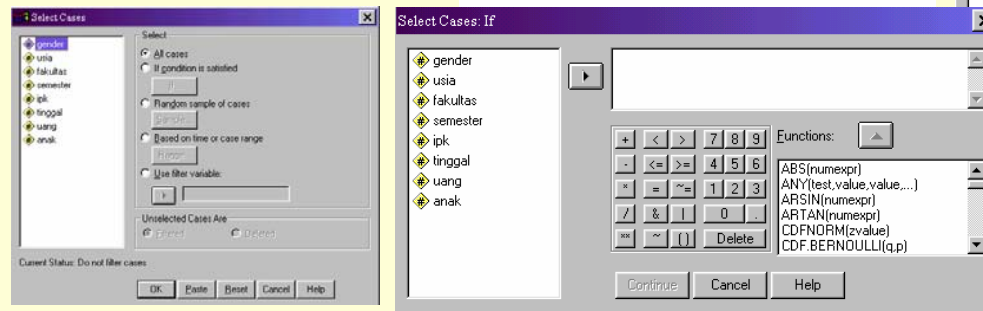 Select Cases
gender
usia
fakultas
semester
ipk
tinggal
uang
anak
Select
All cases
If condition is satisfied
If...
Random sample of cases
Sample...
Based on time or case range
Range...
Use filter variable:
Unselected Cases Are
Filtered Deleted
Current Status: Do not filter cases
OK Paste Reset Cancel Help
Select Cases: If
gender
usia
fakultas
semester
ipk
tinggal
uang
anak
+ < > 7 8 9
- <= >= 4 5 6
* = ~= 1 2 3
/ & | 0 .
** ~ () Delete
Functions:
ABS(numexpr)
ANY(test,value,value,...)
ARSIN(numexpr)
ARTAN(numexpr)
CDFNORM(zvalue)
CDF.BERNOULLI(q,p)
Continue Cancel Help